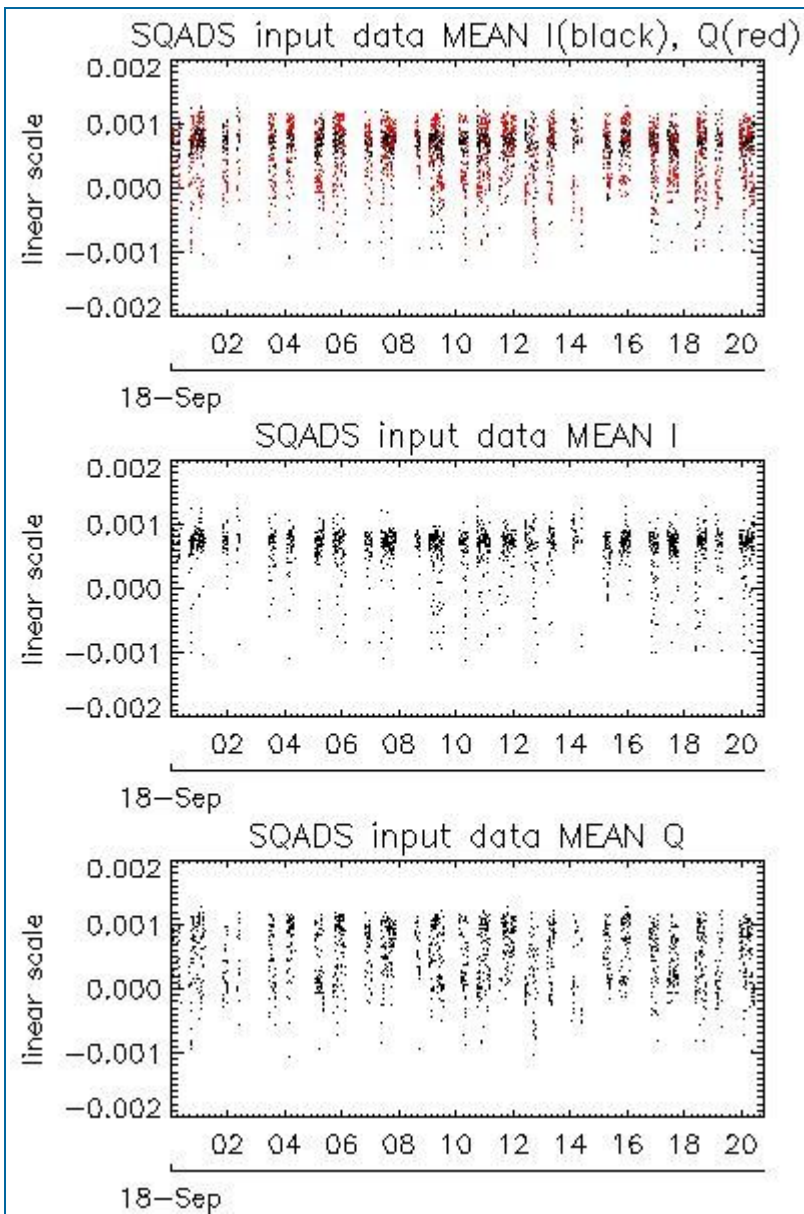 SQADS input data MEAN I(black), Q(red)
0.002
0.001
0.000
-0.001
-0.002
linear scale
02 04 06 08 10 12 14 16 18 20
18-Sep
SQADS input data MEAN I
0.002
0.001
0.000
-0.001
-0.002
linear scale
02 04 06 08 10 12 14 16 18 20
18-Sep
SQADS input data MEAN Q
0.002
0.001
0.000
-0.001
-0.002
linear scale
02 04 06 08 10 12 14 16 18 20
18-Sep